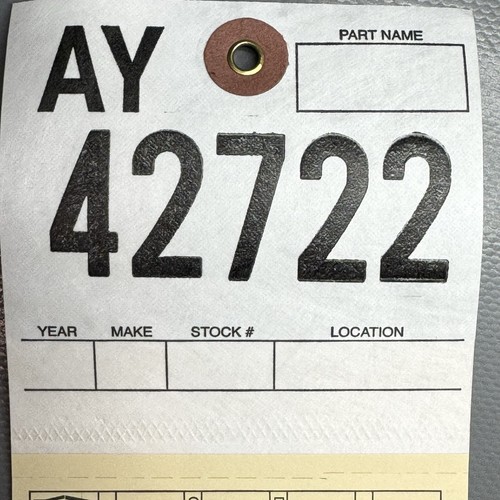 AY
PART NAME
42722
YEAR MAKE STOCK # LOCATION